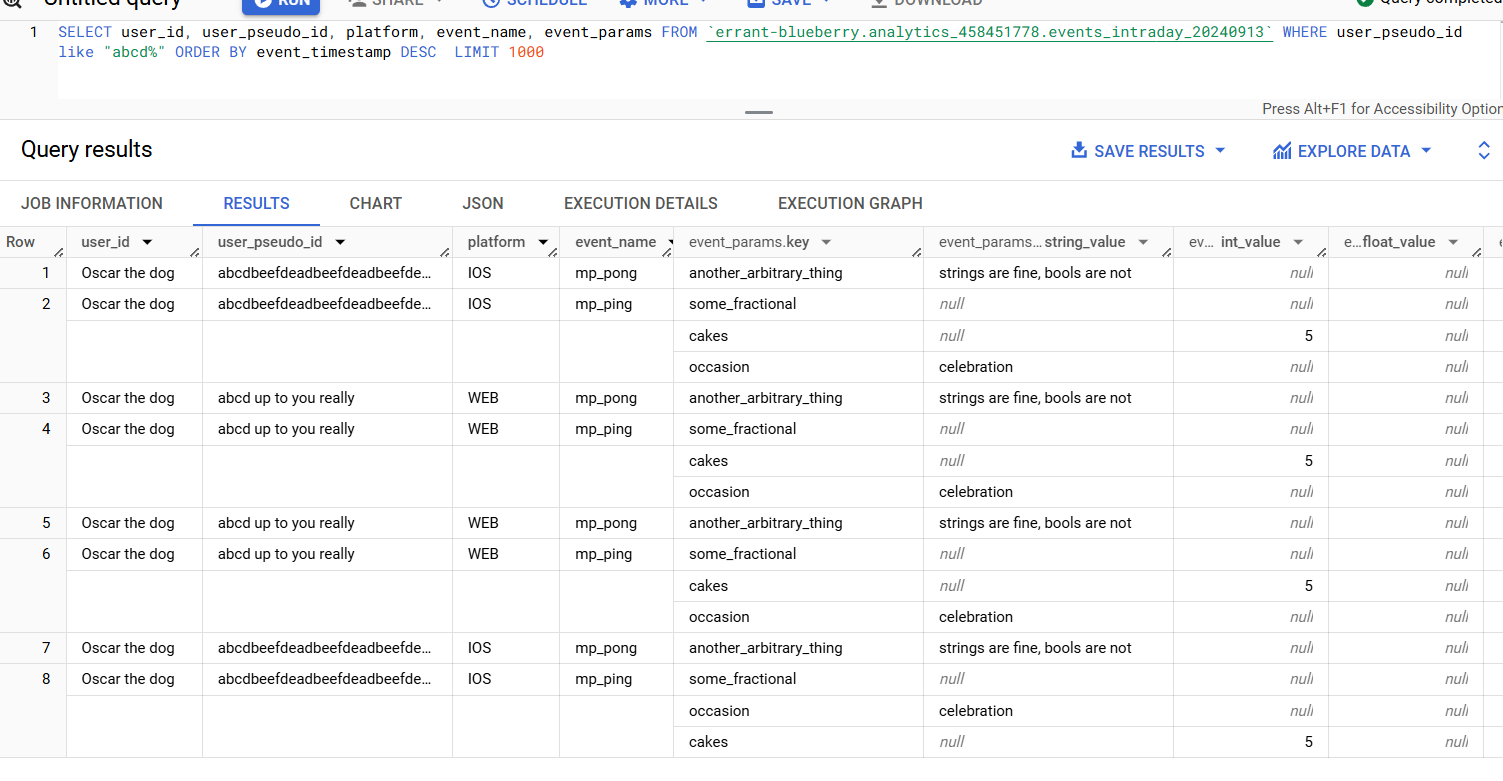 Untitled query RUN SHARE SCHEDULE MORE SAVE DOWNLOAD Query completed
1 SELECT user_id, user_pseudo_id, platform, event_name, event_params FROM `errant-blueberry.analytics_458451778.events_intraday_20240913` WHERE user_pseudo_id
like "abcd%" ORDER BY event_timestamp DESC LIMIT 1000
Press Alt+F1 for Accessibility Option
Query results SAVE RESULTS EXPLORE DATA
JOB INFORMATION RESULTS CHART JSON EXECUTION DETAILS EXECUTION GRAPH
Row user_id user_pseudo_id platform event_name event_params.key event_params... string_value ev... int_value e...float_value
1 Oscar the dog abcdbeefdeadbeefdeadbeefde... IOS mp_pong another_arbitrary_thing strings are fine, bools are not null null
2 Oscar the dog abcdbeefdeadbeefdeadbeefde... IOS mp_ping some_fractional null null null
cakes null 5 null
occasion celebration null null
3 Oscar the dog abcd up to you really WEB mp_pong another_arbitrary_thing strings are fine, bools are not null null
4 Oscar the dog abcd up to you really WEB mp_ping some_fractional null null null
cakes null 5 null
occasion celebration null null
5 Oscar the dog abcd up to you really WEB mp_pong another_arbitrary_thing strings are fine, bools are not null null
6 Oscar the dog abcd up to you really WEB mp_ping some_fractional null null null
cakes null 5 null
occasion celebration null null
7 Oscar the dog abcdbeefdeadbeefdeadbeefde... IOS mp_pong another_arbitrary_thing strings are fine, bools are not null null
8 Oscar the dog abcdbeefdeadbeefdeadbeefde... IOS mp_ping some_fractional null null null
occasion celebration null null
cakes null 5 null